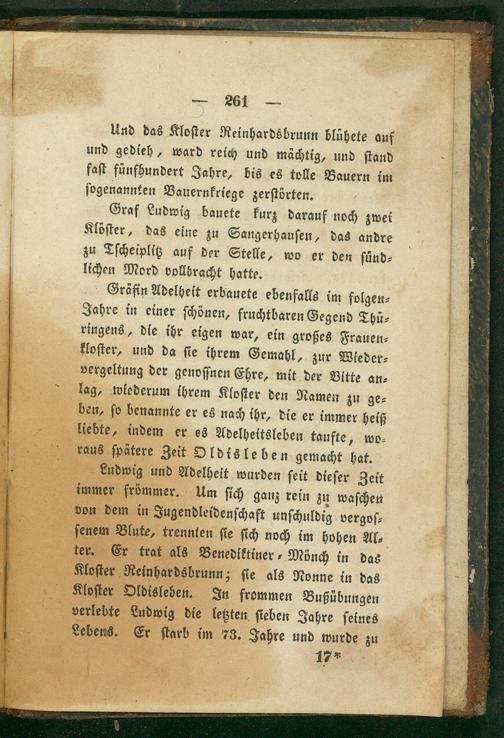 — 261 —
Und das Kloster Reinhardsbrunn blühete auf
und gedieh, ward reich und mächtig, und stand
fast fünfhundert Jahre, bis es tolle Bauern im
sogenannten Bauernkriege zerstörten.
Graf Ludwig bauete kurz darauf noch zwei
Klöster, das eine zu Sangerhausen, das andre
zu Tscheiplitz auf der Stelle, wo er den sünd-
lichen Mord vollbracht hatte.
Gräfin Adelheit erbauete ebenfalls im folgen-
Jahre in einer schönen, fruchtbaren Gegend Thü-
ringens, die ihr eigen war, ein großes Frauen-
kloster, und da sie ihrem Gemahl, zur Wieder-
vergeltung der genossnen Ehre, mit der Bitte an-
lag, wiederum ihrem Kloster den Namen zu ge-
ben, so benannte er es nach ihr, die er immer heiß
liebte, indem er es Adelheitsleben taufte, wo-
raus spätere Zeit Oldisleben gemacht hat.
Ludwig und Adelheit wurden seit dieser Zeit
immer frömmer. Um sich ganz rein zu waschen
von dem in Jugendleidenschaft unschuldig vergos-
senem Blute, trennten sie sich noch im hohen Al-
ter. Er trat als Benediktiner-Mönch in das
Kloster Reinhardsbrunn; sie als Nonne in das
Kloster Oldisleben. In frommen Bußübungen
verlebte Ludwig die letzten sieben Jahre seines
Lebens. Er starb im 73. Jahre und wurde zu
17*